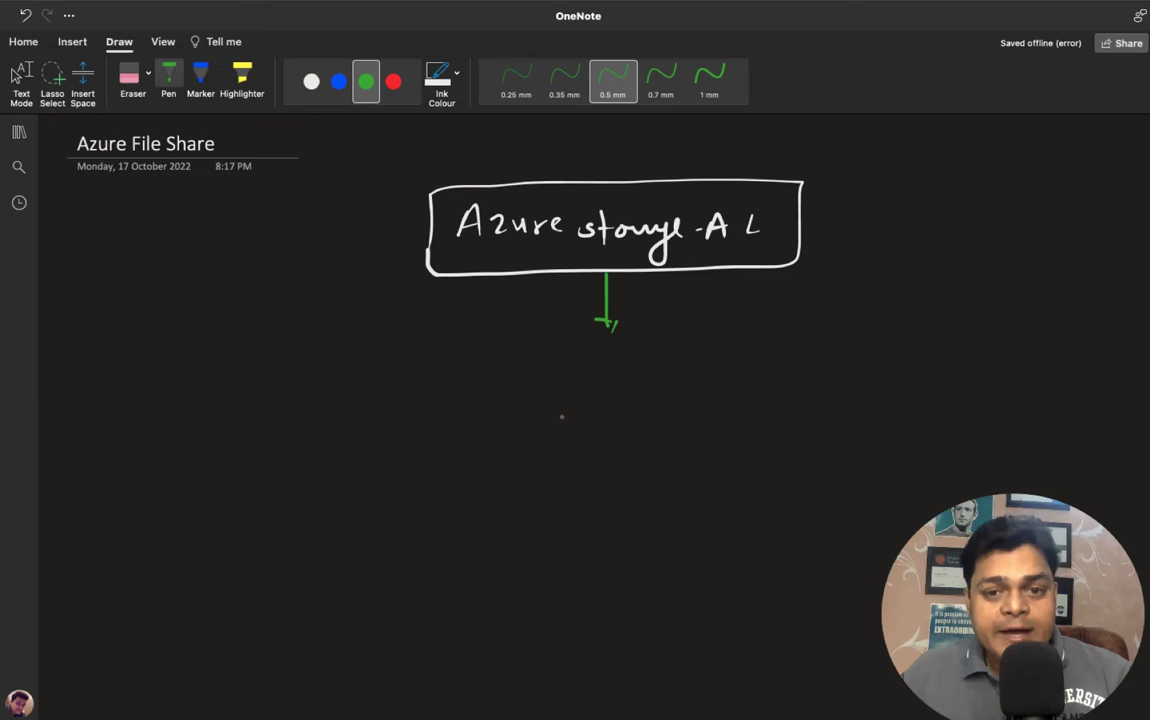 OneNote
Home Insert Draw View Tell me
Saved offline (error) Share
Text Mode
Lasso Select
Insert Space
Eraser
Pen
Marker
Highlighter
Ink Colour
0.25 mm
0.35 mm
0.5 mm
0.7 mm
1 mm
Azure File Share
Monday, 17 October 2022 8:17 PM
Azure
EXTRAORDIN